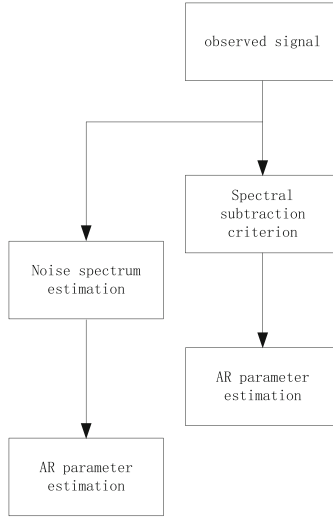 observed signal
Spectral
subtraction
criterion
Noise spectrum
estimation
AR parameter
estimation
AR parameter
estimation